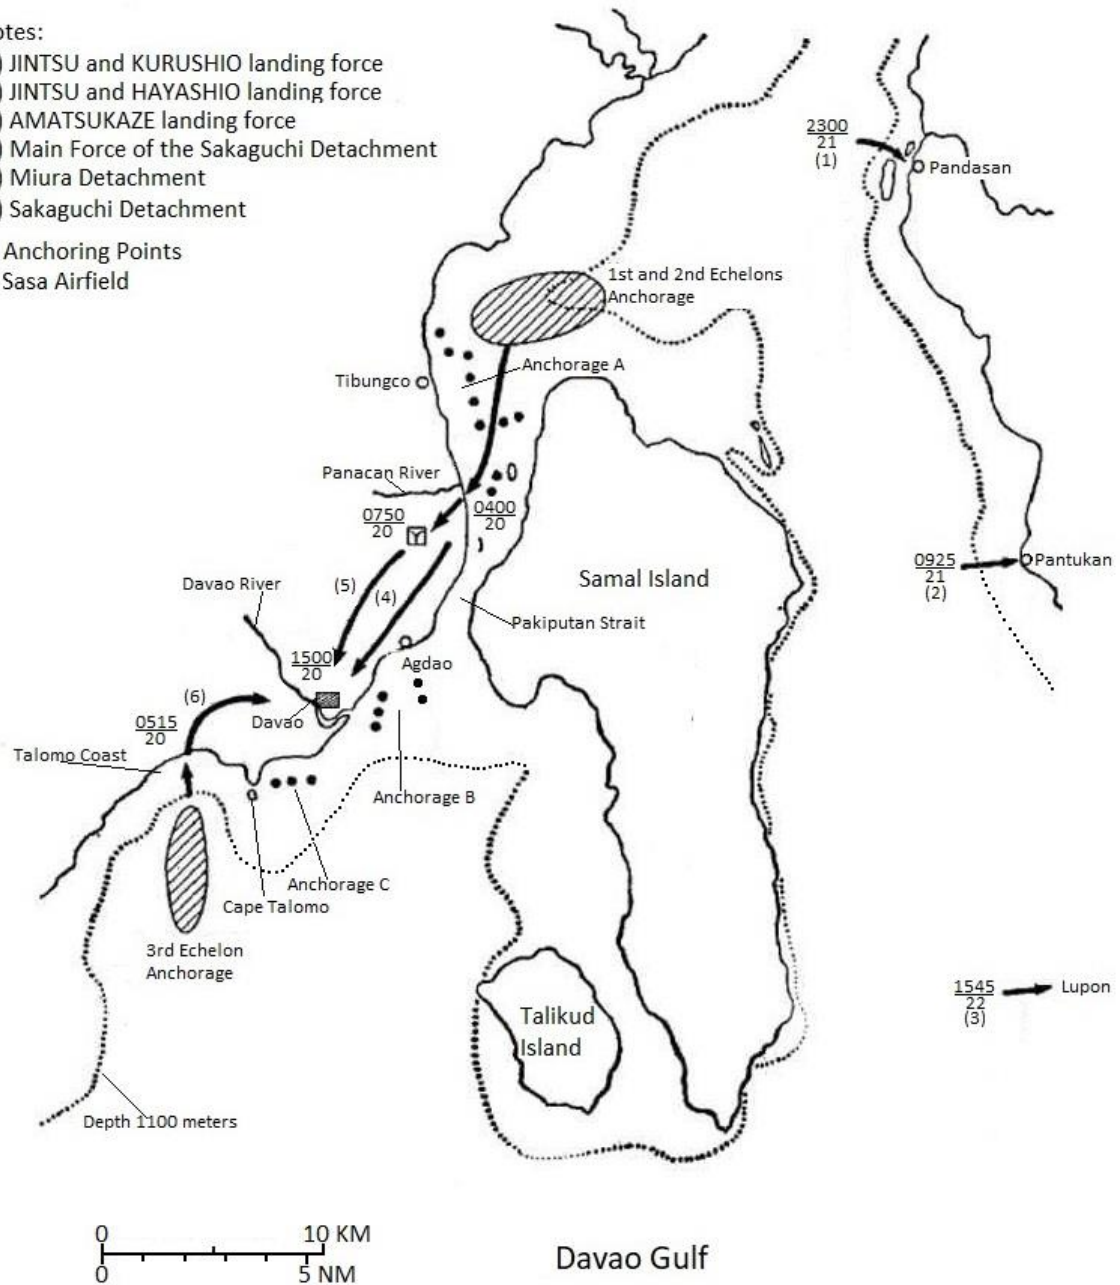 otes:
) JINTSU and KURUSHIO landing force
) JINTSU and HAYASHIO landing force
) AMATSUKAZE landing force
) Main Force of the Sakaguchi Detachment
) Miura Detachment
) Sakaguchi Detachment
Anchoring Points
Sasa Airfield
2300
21
(1)
Pandasan
1st and 2nd Echelons
Anchorage
Anchorage A
Tibungco
Panacan River
0750
20
0400
20
0925
21
(2)
Pantukan
Samal Island
Davao River
(5)
(4)
Pakiputan Strait
1500
20
Agdao
(6)
0515
20
Davao
Talomo Coast
Anchorage B
Anchorage C
Cape Talomo
3rd Echelon
Anchorage
1545
22
(3)
Lupon
Talikud
Island
Depth 1100 meters
0 10 KM
0 5 NM
Davao Gulf